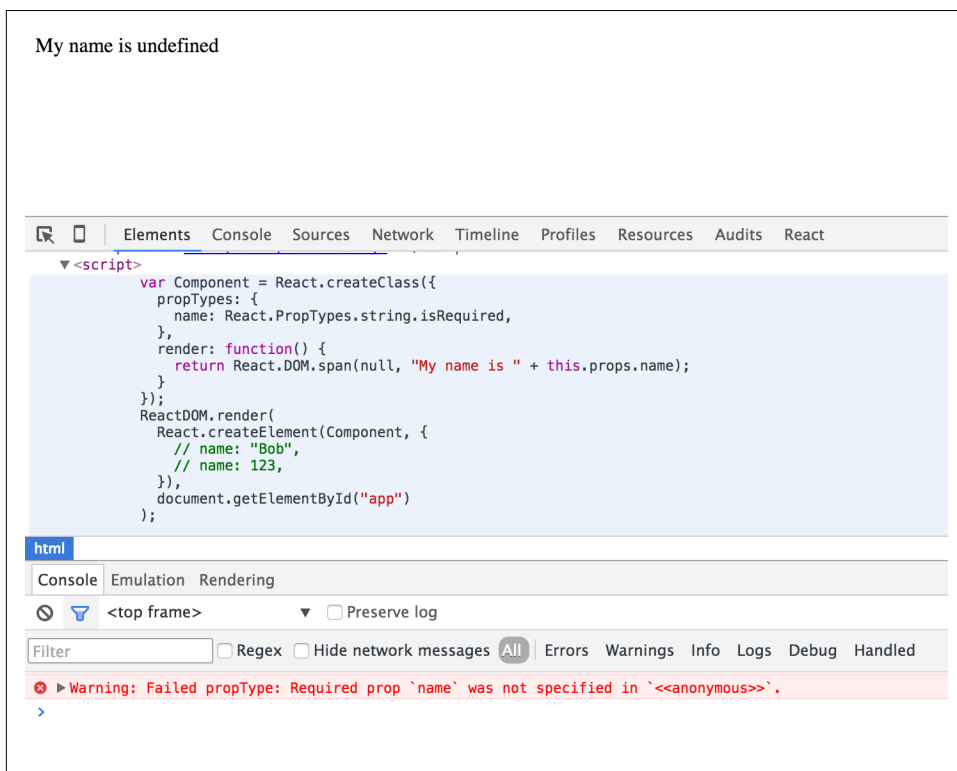 My name is undefined
Elements Console Sources Network Timeline Profiles Resources Audits React
▼<script>
var Component = React.createClass({
propTypes: {
name: React.PropTypes.string.isRequired,
},
render: function() {
return React.DOM.span(null, "My name is " + this.props.name);
}
});
ReactDOM.render(
React.createElement(Component, {
// name: "Bob",
// name: 123,
}),
document.getElementById("app")
);
html
Console Emulation Rendering
<top frame> ▼ Preserve log
Filter Regex Hide network messages All Errors Warnings Info Logs Debug Handled
▶Warning: Failed propType: Required prop `name` was not specified in `<<anonymous>>`.
>